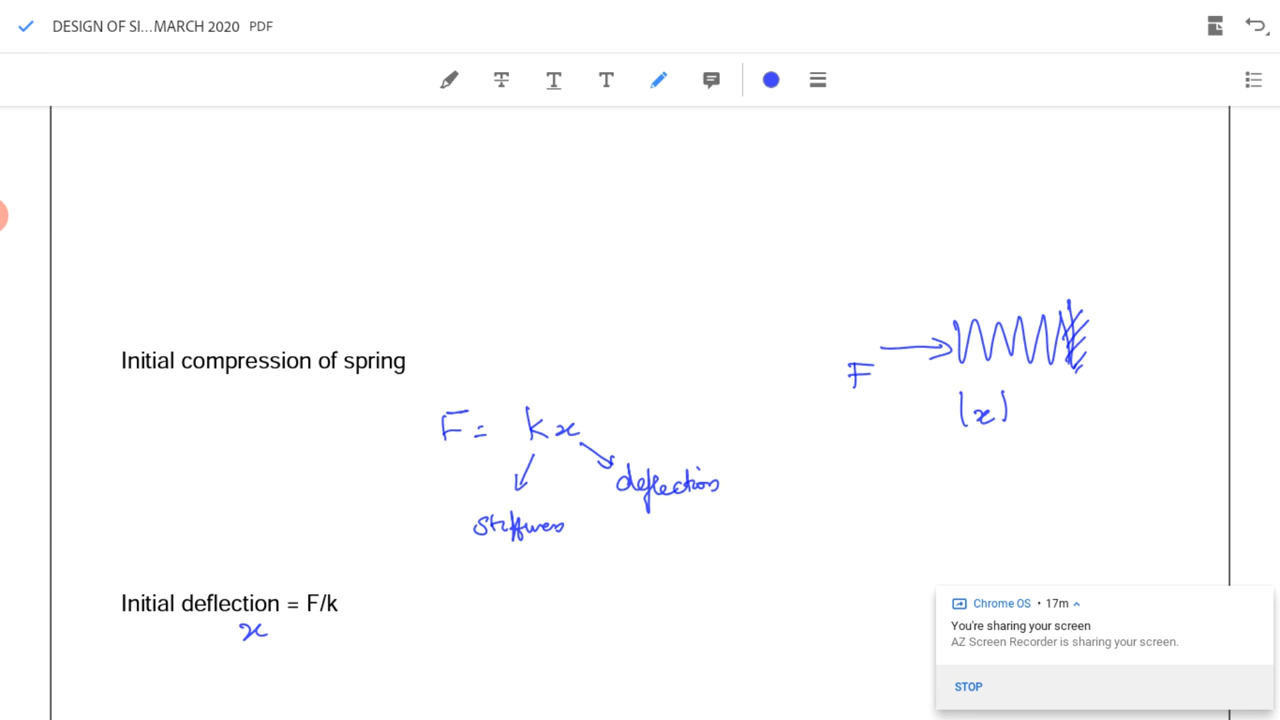 DESIGN OF SI...MARCH 2020 PDF
Initial compression of spring
F
(x)
F = kx
deflection
stiffness
Initial deflection = F/k
x
Chrome OS • 17m
You're sharing your screen
AZ Screen Recorder is sharing your screen.
STOP